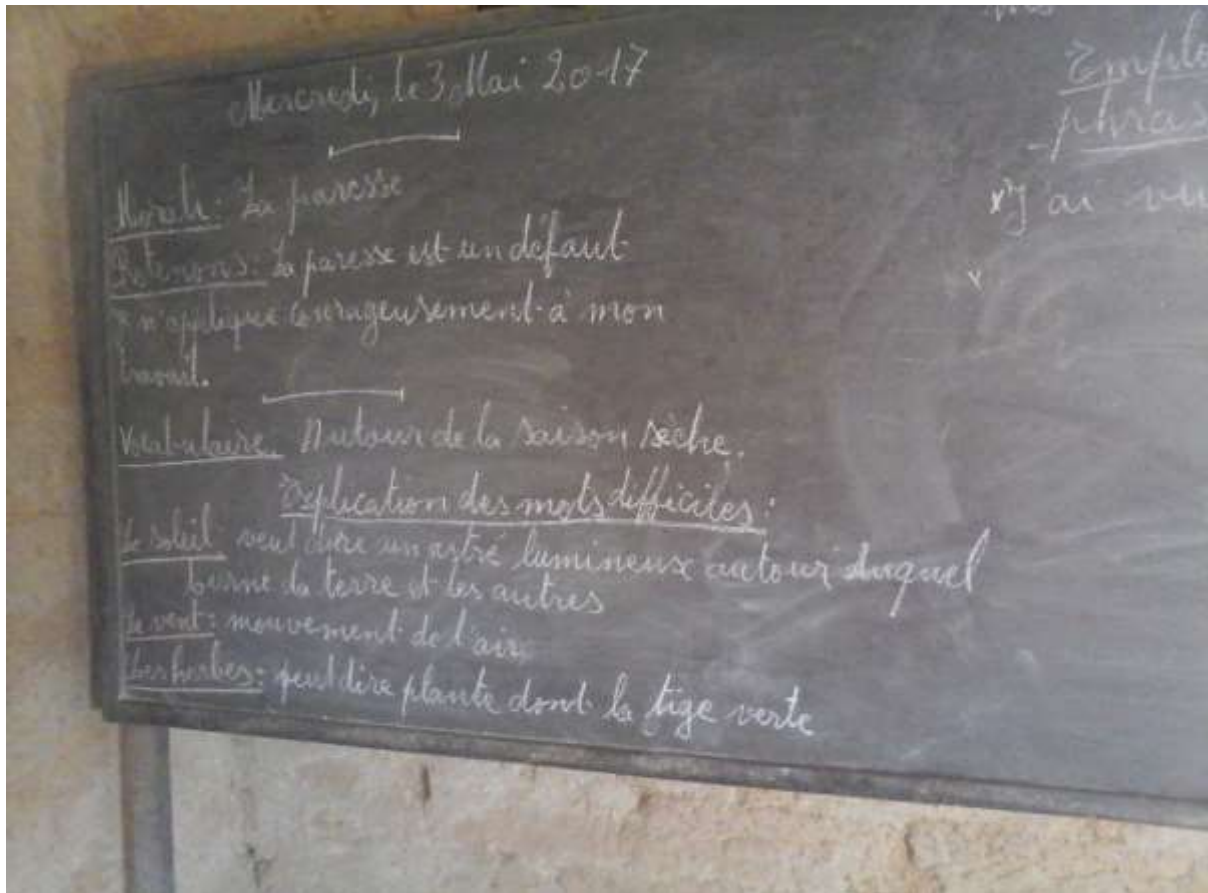 Mercredi, le 3 Mai 2017
Morale: La paresse
Retenons: La paresse est un défaut
* m'applique courageusement à mon
travail.
Vocabulaire. Autour de la saison sèche.
Explication des mots difficiles:
Le soleil veut dire un astre lumineux autour duquel
tourne la terre et les autres
Le vent: mouvement de l'air
Les herbes: peut dire plante dont la tige verte
Emplo
phras
x J'ai vu